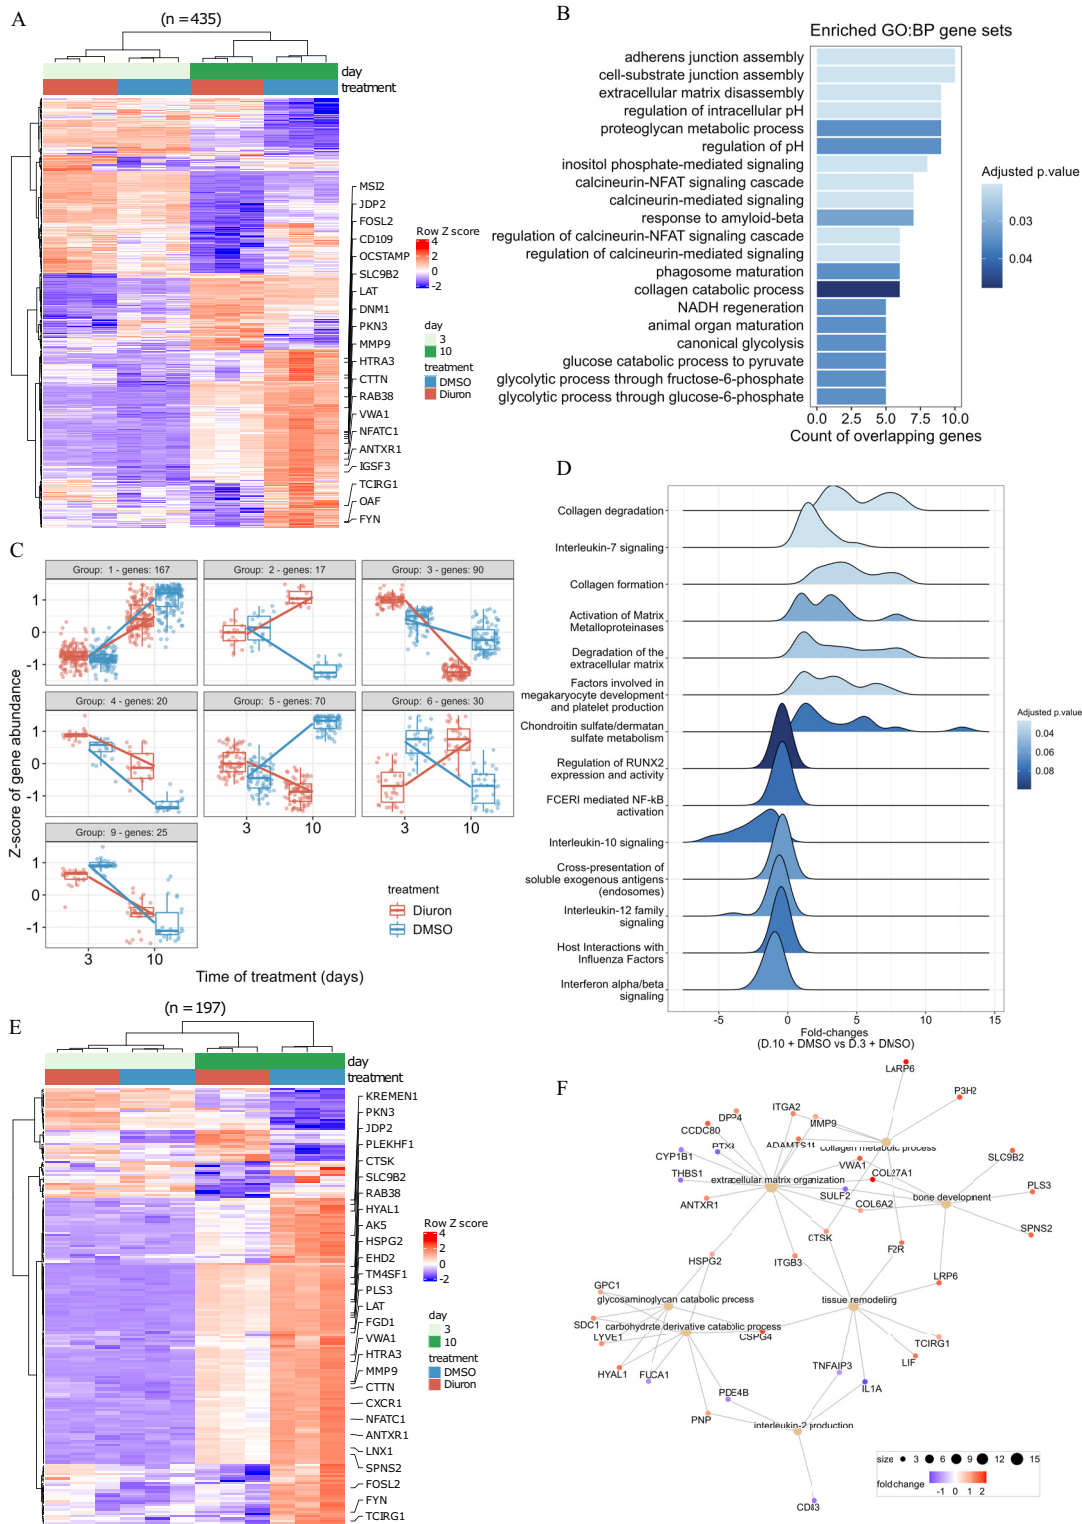 A
(n = 435)
day
treatment
MSI2
JDP2
FOSL2
CD109
OCSTAMP
SLC9B2
LAT
DNM1
PKN3
MMP9
HTRA3
CTTN
RAB38
VWA1
NFATC1
ANTXR1
IGSF3
TCIRG1
OAF
FYN
Row Z score
4
2
0
-2
day
3
10
treatment
DMSO
Diuron
B
Enriched GO:BP gene sets
adherens junction assembly
cell-substrate junction assembly
extracellular matrix disassembly
regulation of intracellular pH
proteoglycan metabolic process
regulation of pH
inositol phosphate-mediated signaling
calcineurin-NFAT signaling cascade
calcineurin-mediated signaling
response to amyloid-beta
regulation of calcineurin-NFAT signaling cascade
regulation of calcineurin-mediated signaling
phagosome maturation
collagen catabolic process
NADH regeneration
animal organ maturation
canonical glycolysis
glucose catabolic process to pyruvate
glycolytic process through fructose-6-phosphate
glycolytic process through glucose-6-phosphate
0.0 2.5 5.0 7.5 10.0
Count of overlapping genes
Adjusted p.value
0.03
0.04
C
Group: 1 - genes: 167
Group: 2 - genes: 17
Group: 3 - genes: 90
1
0
-1
Group: 4 - genes: 20
Group: 5 - genes: 70
Group: 6 - genes: 30
1
0
-1
3 10
3 10
Group: 9 - genes: 25
1
0
-1
3 10
Z-score of gene abundance
Time of treatment (days)
treatment
Diuron
DMSO
D
Collagen degradation
Interleukin-7 signaling
Collagen formation
Activation of Matrix
Metalloproteinases
Degradation of the
extracellular matrix
Factors involved in
megakaryocyte development
and platelet production
Chondroitin sulfate/dermatan
sulfate metabolism
Regulation of RUNX2
expression and activity
FCERI mediated NF-kB
activation
Interleukin-10 signaling
Cross-presentation of
soluble exogenous antigens
(endosomes)
Interleukin-12 family
signaling
Host Interactions with
Influenza Factors
Interferon alpha/beta
signaling
-5 0 5 10 15
Fold-changes
(D.10 + DMSO vs D.3 + DMSO)
Adjusted p.value
0.04
0.06
0.08
E
(n = 197)
day
treatment
KREMEN1
PKN3
JDP2
PLEKHF1
CTSK
SLC9B2
RAB38
HYAL1
AK5
HSPG2
EHD2
TM4SF1
PLS3
LAT
FGD1
VWA1
HTRA3
MMP9
CTTN
CXCR1
NFATC1
ANTXR1
LNX1
SPNS2
FOSL2
FYN
TCIRG1
Row Z score
4
2
0
-2
day
3
10
treatment
DMSO
Diuron
F
LARP6
P3H2
ITGA2
DPP4
MMP9
CCDC80
ADAMTS14
PTX3
collagen metabolic process
CYP1B1
VWA1
SLC9B2
THBS1
extracellular matrix organization
COL27A1
SULF2
bone development
PLS3
ANTXR1
COL6A2
SPNS2
CTSK
F2R
HSPG2
ITGB3
LRP6
GPC1
glycosaminoglycan catabolic process
tissue remodeling
SDC1
carbohydrate derivative catabolic process
LYVE1
CSPG4
TCIRG1
HYAL1
FUCA1
TNFAIP3
LIF
IL1A
PDE4B
PNP
interleukin-2 production
CD83
size 3 6 9 12 15
foldchange
-1 0 1 2